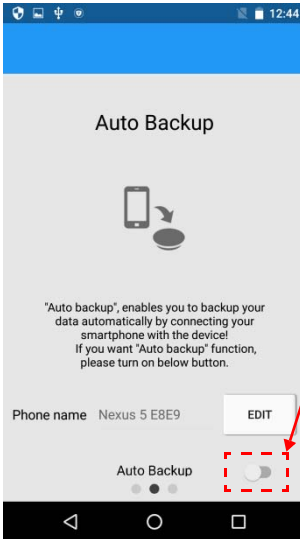 12:44
Auto Backup
"Auto backup", enables you to backup your
data automatically by connecting your
smartphone with the device!
If you want "Auto backup" function,
please turn on below button.
Phone name Nexus 5 E8E9 EDIT
Auto Backup